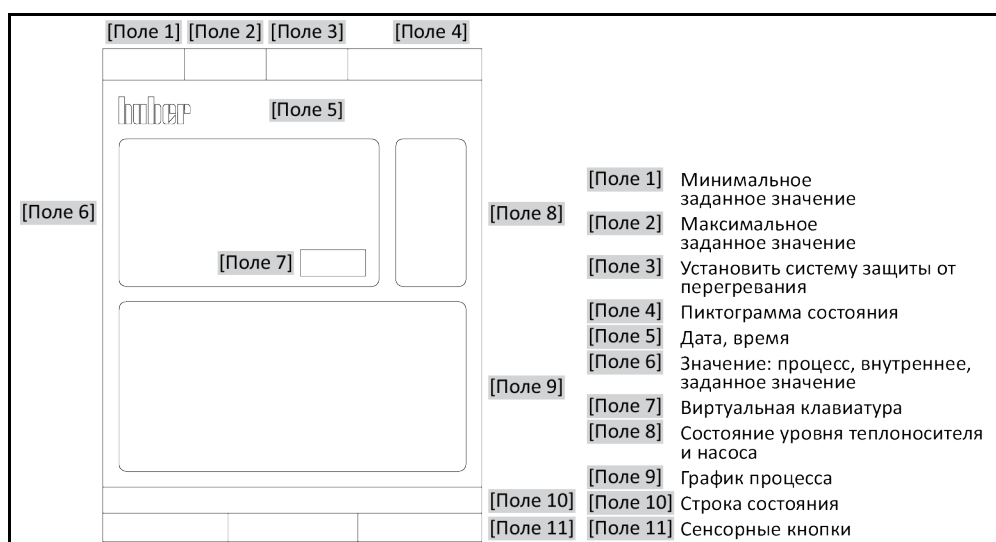 [Поле 1] [Поле 2] [Поле 3] [Поле 4]
huber
[Поле 5]
[Поле 6]
[Поле 7]
[Поле 8]
[Поле 9]
[Поле 10]
[Поле 11]
[Поле 1] Минимальное
заданное значение
[Поле 2] Максимальное
заданное значение
[Поле 3] Установить систему защиты от
перегревания
[Поле 4] Пиктограмма состояния
[Поле 5] Дата, время
[Поле 6] Значение: процесс, внутреннее,
заданное значение
[Поле 7] Виртуальная клавиатура
[Поле 8] Состояние уровня теплоносителя
и насоса
[Поле 9] График процесса
[Поле 10] Строка состояния
[Поле 11] Сенсорные кнопки